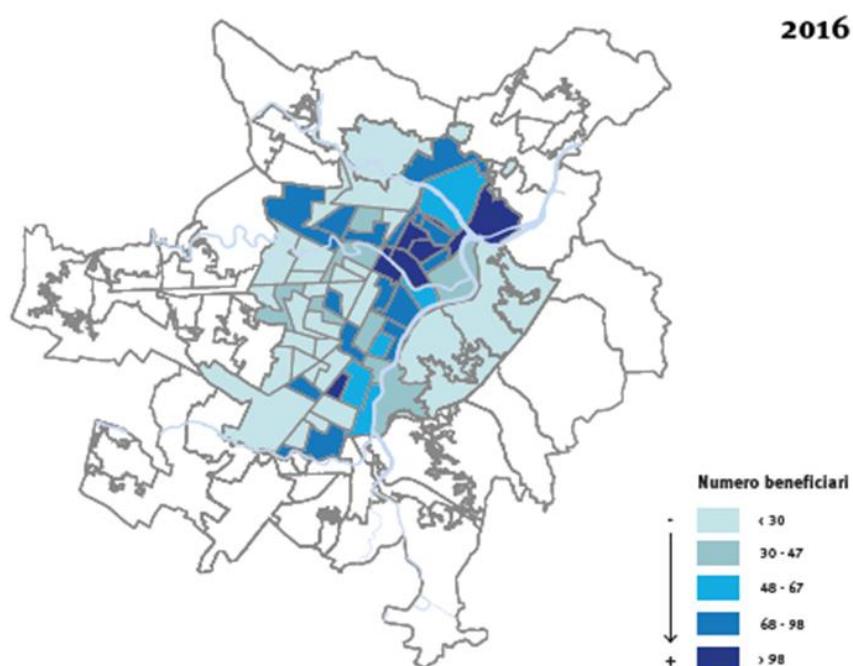 2016
Numero beneficiari
-
< 30
30 - 47
48 - 67
68 - 98
+
> 98